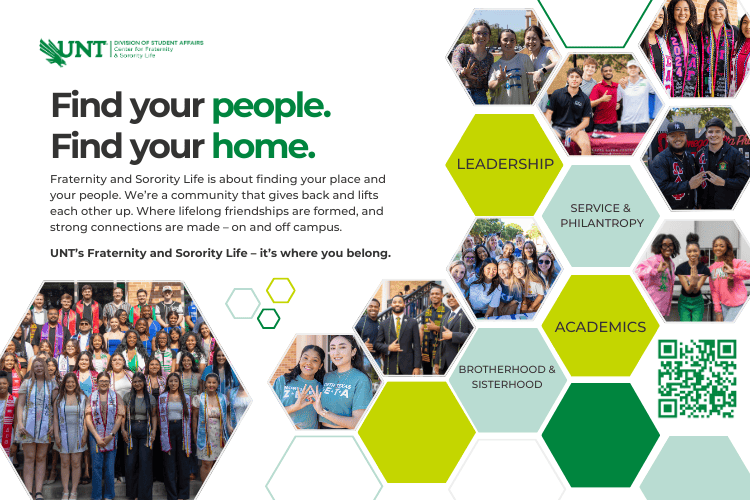 UNT
DIVISION OF STUDENT AFFAIRS
Center for Fraternity
& Sorority Life
Find your people.
Find your home.
Fraternity and Sorority Life is about finding your place and
your people. We’re a community that gives back and lifts
each other up. Where lifelong friendships are formed, and
strong connections are made – on and off campus.
UNT’s Fraternity and Sorority Life – it’s where you belong.
LEADERSHIP
SERVICE &
PHILANTROPY
ACADEMICS
BROTHERHOOD &
SISTERHOOD
2024